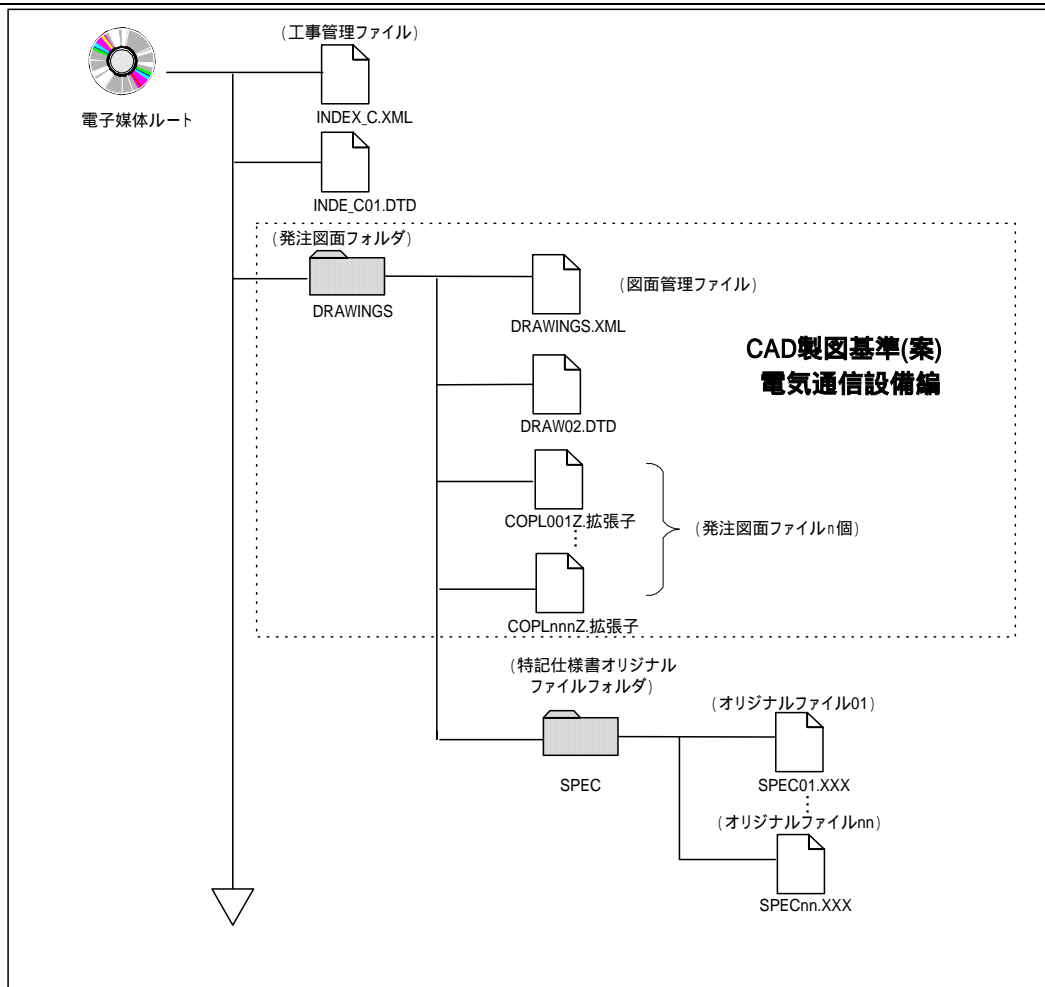 (工事管理ファイル)
電子媒体ルート
INDEX_C.XML
INDE_C01.DTD
(発注図面フォルダ)
DRAWINGS
(図面管理ファイル)
DRAWINGS.XML
CAD製図基準(案)
電気通信設備編
DRAW02.DTD
COPL001Z.拡張子
(発注図面ファイルn個)
COPLnnnZ.拡張子
(特記仕様書オリジナル
ファイルフォルダ)
SPEC
(オリジナルファイル01)
SPEC01.XXX
(オリジナルファイルnn)
SPECnn.XXX